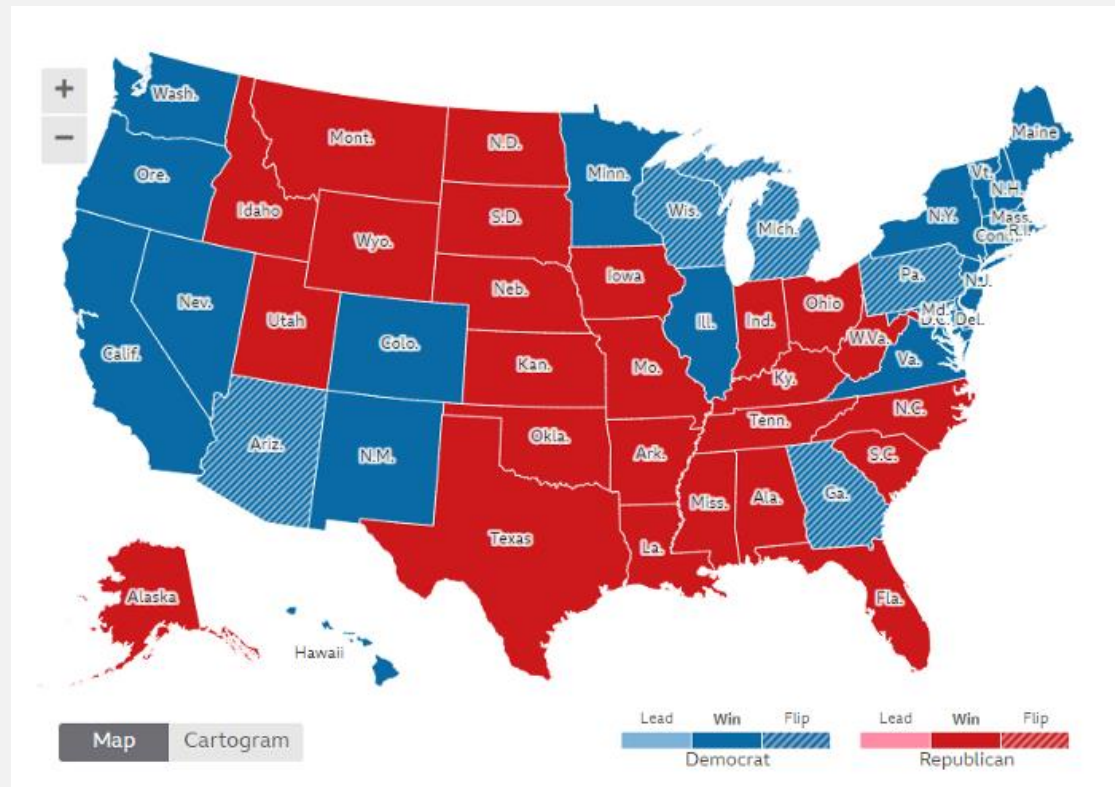 +
Wash.
Maine
−
Mont.
N.D.
Ore.
Minn.
Vt.
N.H.
Idaho
S.D.
Wis.
N.Y.
Mass.
Wyo.
Mich.
Conn.
R.I.
Iowa
Pa.
N.J.
Neb.
Nev.
Ohio
Utah
Ill.
Ind.
Md.
D.C.
Del.
Calif.
Colo.
W.Va.
Va.
Kan.
Mo.
Ky.
N.C.
Tenn.
Ariz.
N.M.
Okla.
Ark.
S.C.
Miss.
Ala.
Ga.
Texas
La.
Alaska
Fla.
Hawaii
Map
Cartogram
Lead Win Flip
Democrat
Lead Win Flip
Republican